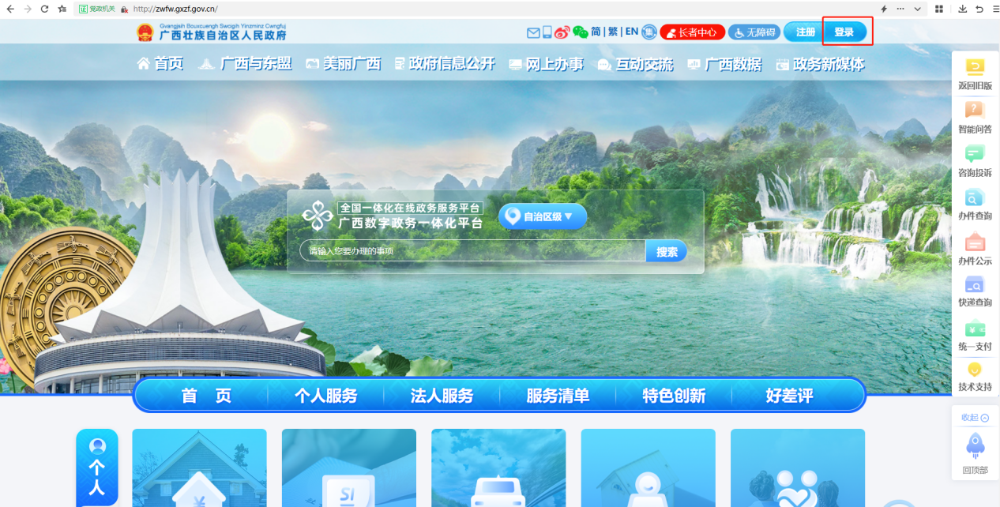 证 党政机关 http://zwfw.gxzf.gov.cn/
Gvangjsih Bouxcuengh Swcigih Yinzminz Cwngfuj
广西壮族自治区人民政府
简 | 繁 | EN 集 长者中心 无障碍 注册 登录
首页 广西与东盟 美丽广西 政府信息公开 网上办事 互动交流 广西数据 政务新媒体
返回旧版
智能问答
咨询投诉
办件查询
办件公示
快递查询
统一支付
技术支持
收起
回顶部
全国一体化在线政务服务平台
广西数字政务一体化平台
自治区级▼
请输入您要办理的事项 搜索
首 页 个人服务 法人服务 服务清单 特色创新 好差评
个
人
¥
SI